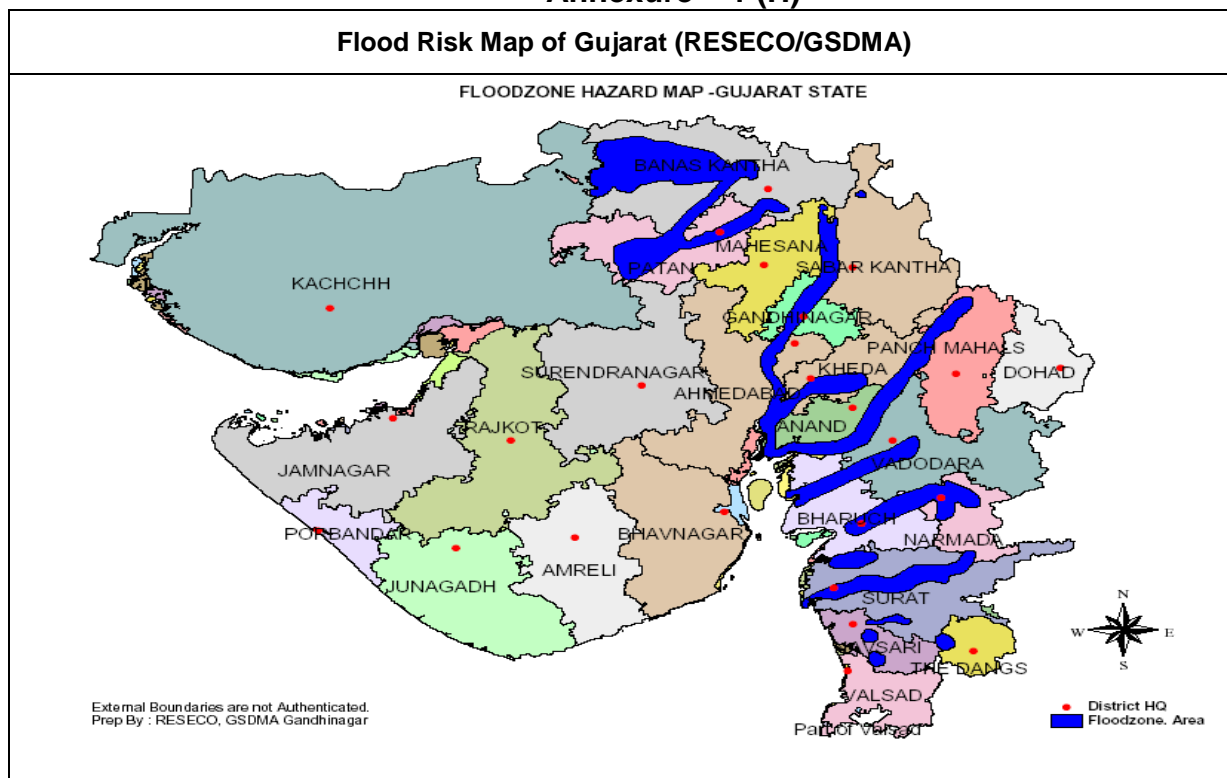 Annexure – 1 (H)
Flood Risk Map of Gujarat (RESECO/GSDMA)
FLOODZONE HAZARD MAP -GUJARAT STATE
BANAS KANTHA
MAHESANA
PATAN
SABAR KANTHA
KACHCHH
GANDHINAGAR
PANCH MAHALS
SURENDRANAGAR
KHEDA
DOHAD
AHMEDABAD
RAJKOT
ANAND
JAMNAGAR
VADODARA
BHARUCH
PORBANDAR
BHAVNAGAR
NARMADA
AMRELI
JUNAGADH
SURAT
N
W
E
S
NAVSARI
THE DANGS
VALSAD
External Boundaries are not Authenticated.
Prep By : RESECO, GSDMA Gandhinagar
District HQ
Floodzone. Area
Part of Valsad